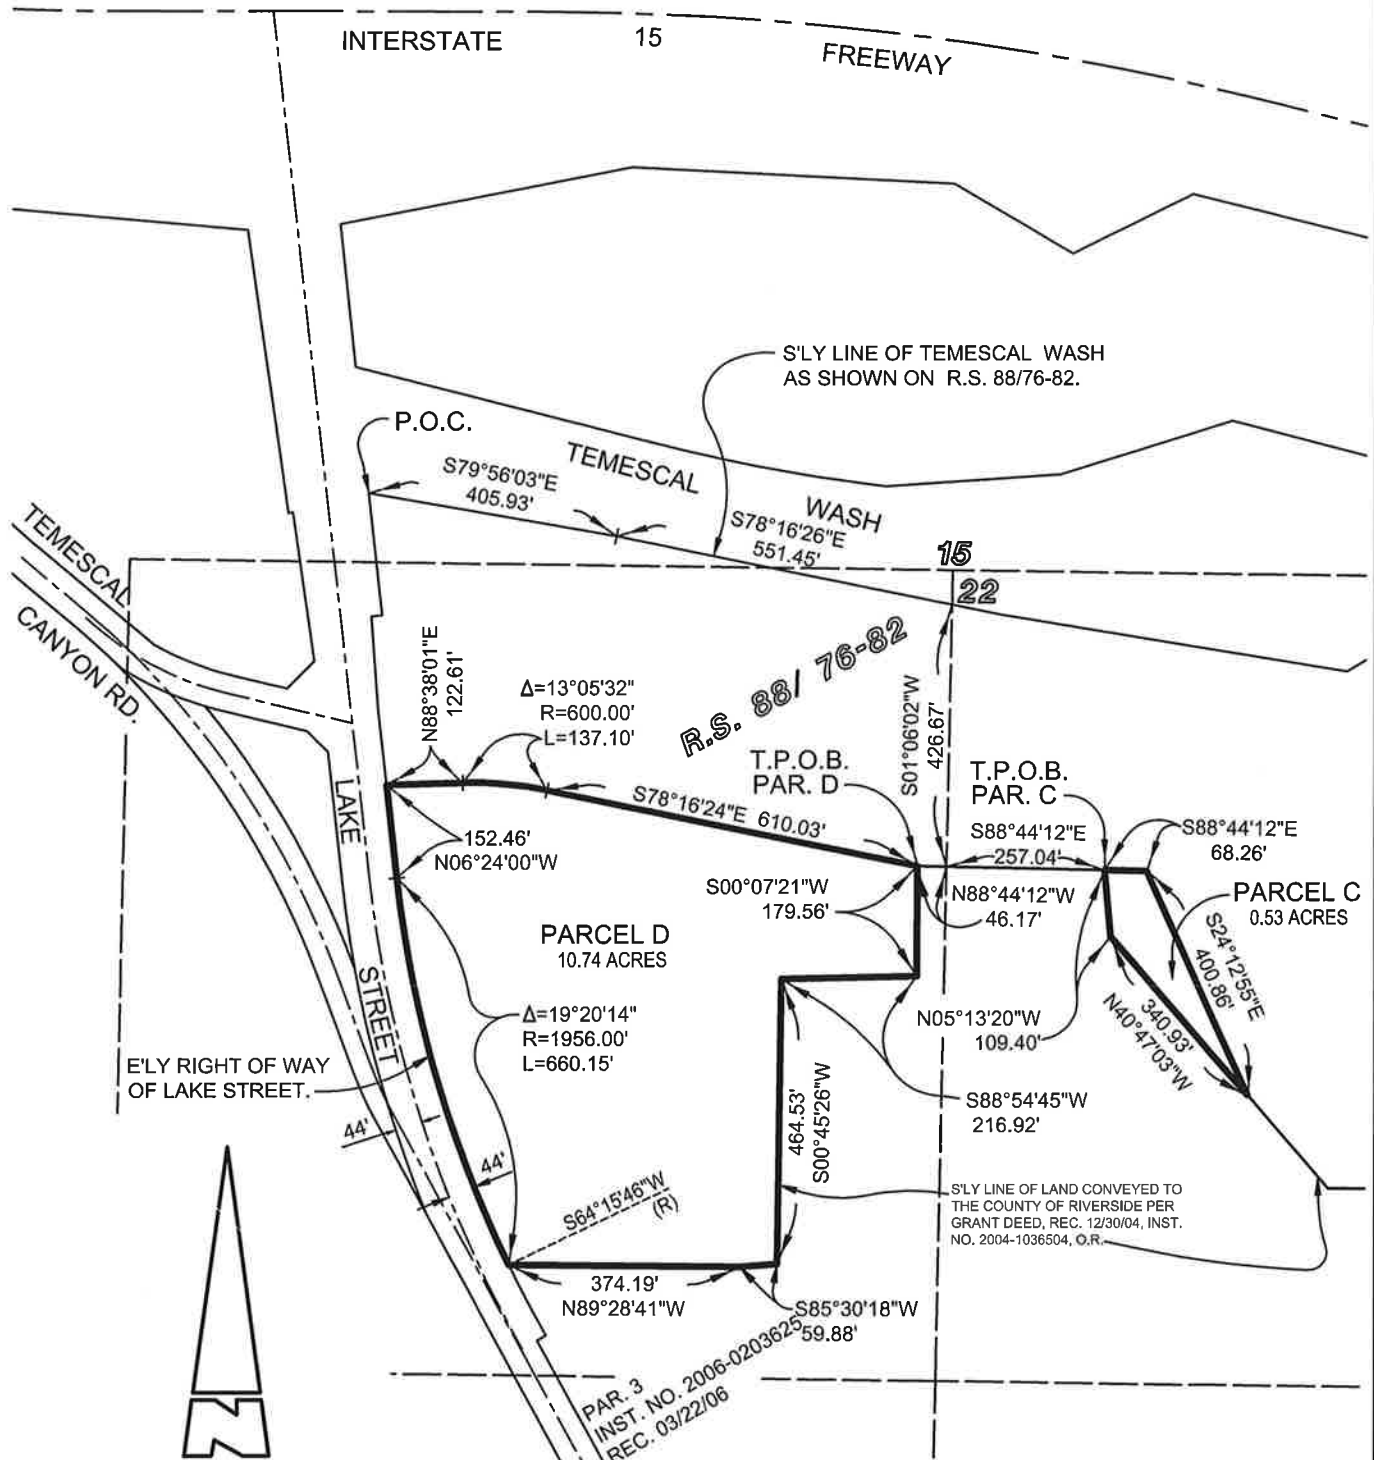 INTERSTATE 15 FREEWAY
S'LY LINE OF TEMESCAL WASH
AS SHOWN ON R.S. 88/76-82.
P.O.C.
S79°56'03"E
405.93'
TEMESCAL WASH
S78°16'26"E
551.45'
15
22
TEMESCAL
CANYON RD.
R.S. 88/ 76-82
N88°38'01"E
122.61'
Δ=13°05'32"
R=600.00'
L=137.10'
S01°06'02"W
426.67'
T.P.O.B.
PAR. D
T.P.O.B.
PAR. C
S78°16'24"E 610.03'
S88°44'12"E
257.04'
S88°44'12"E
68.26'
LAKE STREET
152.46'
N06°24'00"W
S00°07'21"W
179.56'
N88°44'12"W
46.17'
PARCEL C
0.53 ACRES
PARCEL D
10.74 ACRES
S24°12'55"E
400.86'
N05°13'20"W
109.40'
340.93'
N40°47'03"W
Δ=19°20'14"
R=1956.00'
L=660.15'
E'LY RIGHT OF WAY
OF LAKE STREET.
464.53'
S00°45'26"W
S88°54'45"W
216.92'
44'
44'
S64°15'46"W
(R)
S'LY LINE OF LAND CONVEYED TO
THE COUNTY OF RIVERSIDE PER
GRANT DEED, REC. 12/30/04, INST.
NO. 2004-1036504, O.R.
374.19'
N89°28'41"W
S85°30'18"W
59.88'
PAR. 3
INST. NO. 2006-0203625
REC. 03/22/06
N